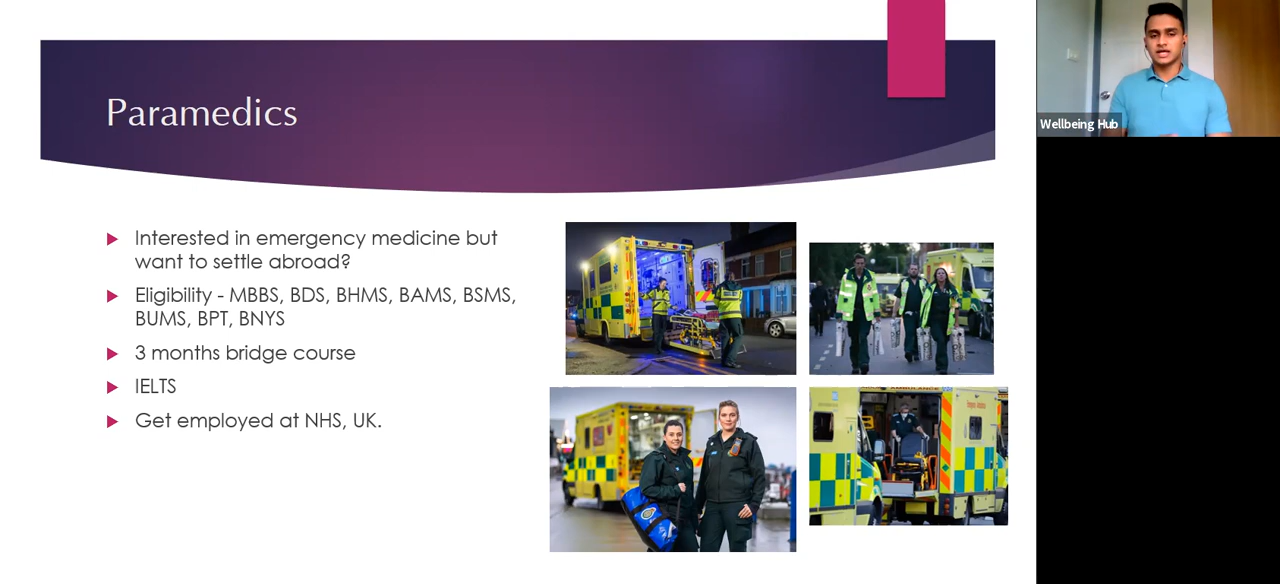 Paramedics
Interested in emergency medicine but
want to settle abroad?
Eligibility - MBBS, BDS, BHMS, BAMS, BSMS,
BUMS, BPT, BNYS
3 months bridge course
IELTS
Get employed at NHS, UK.
Wellbeing Hub